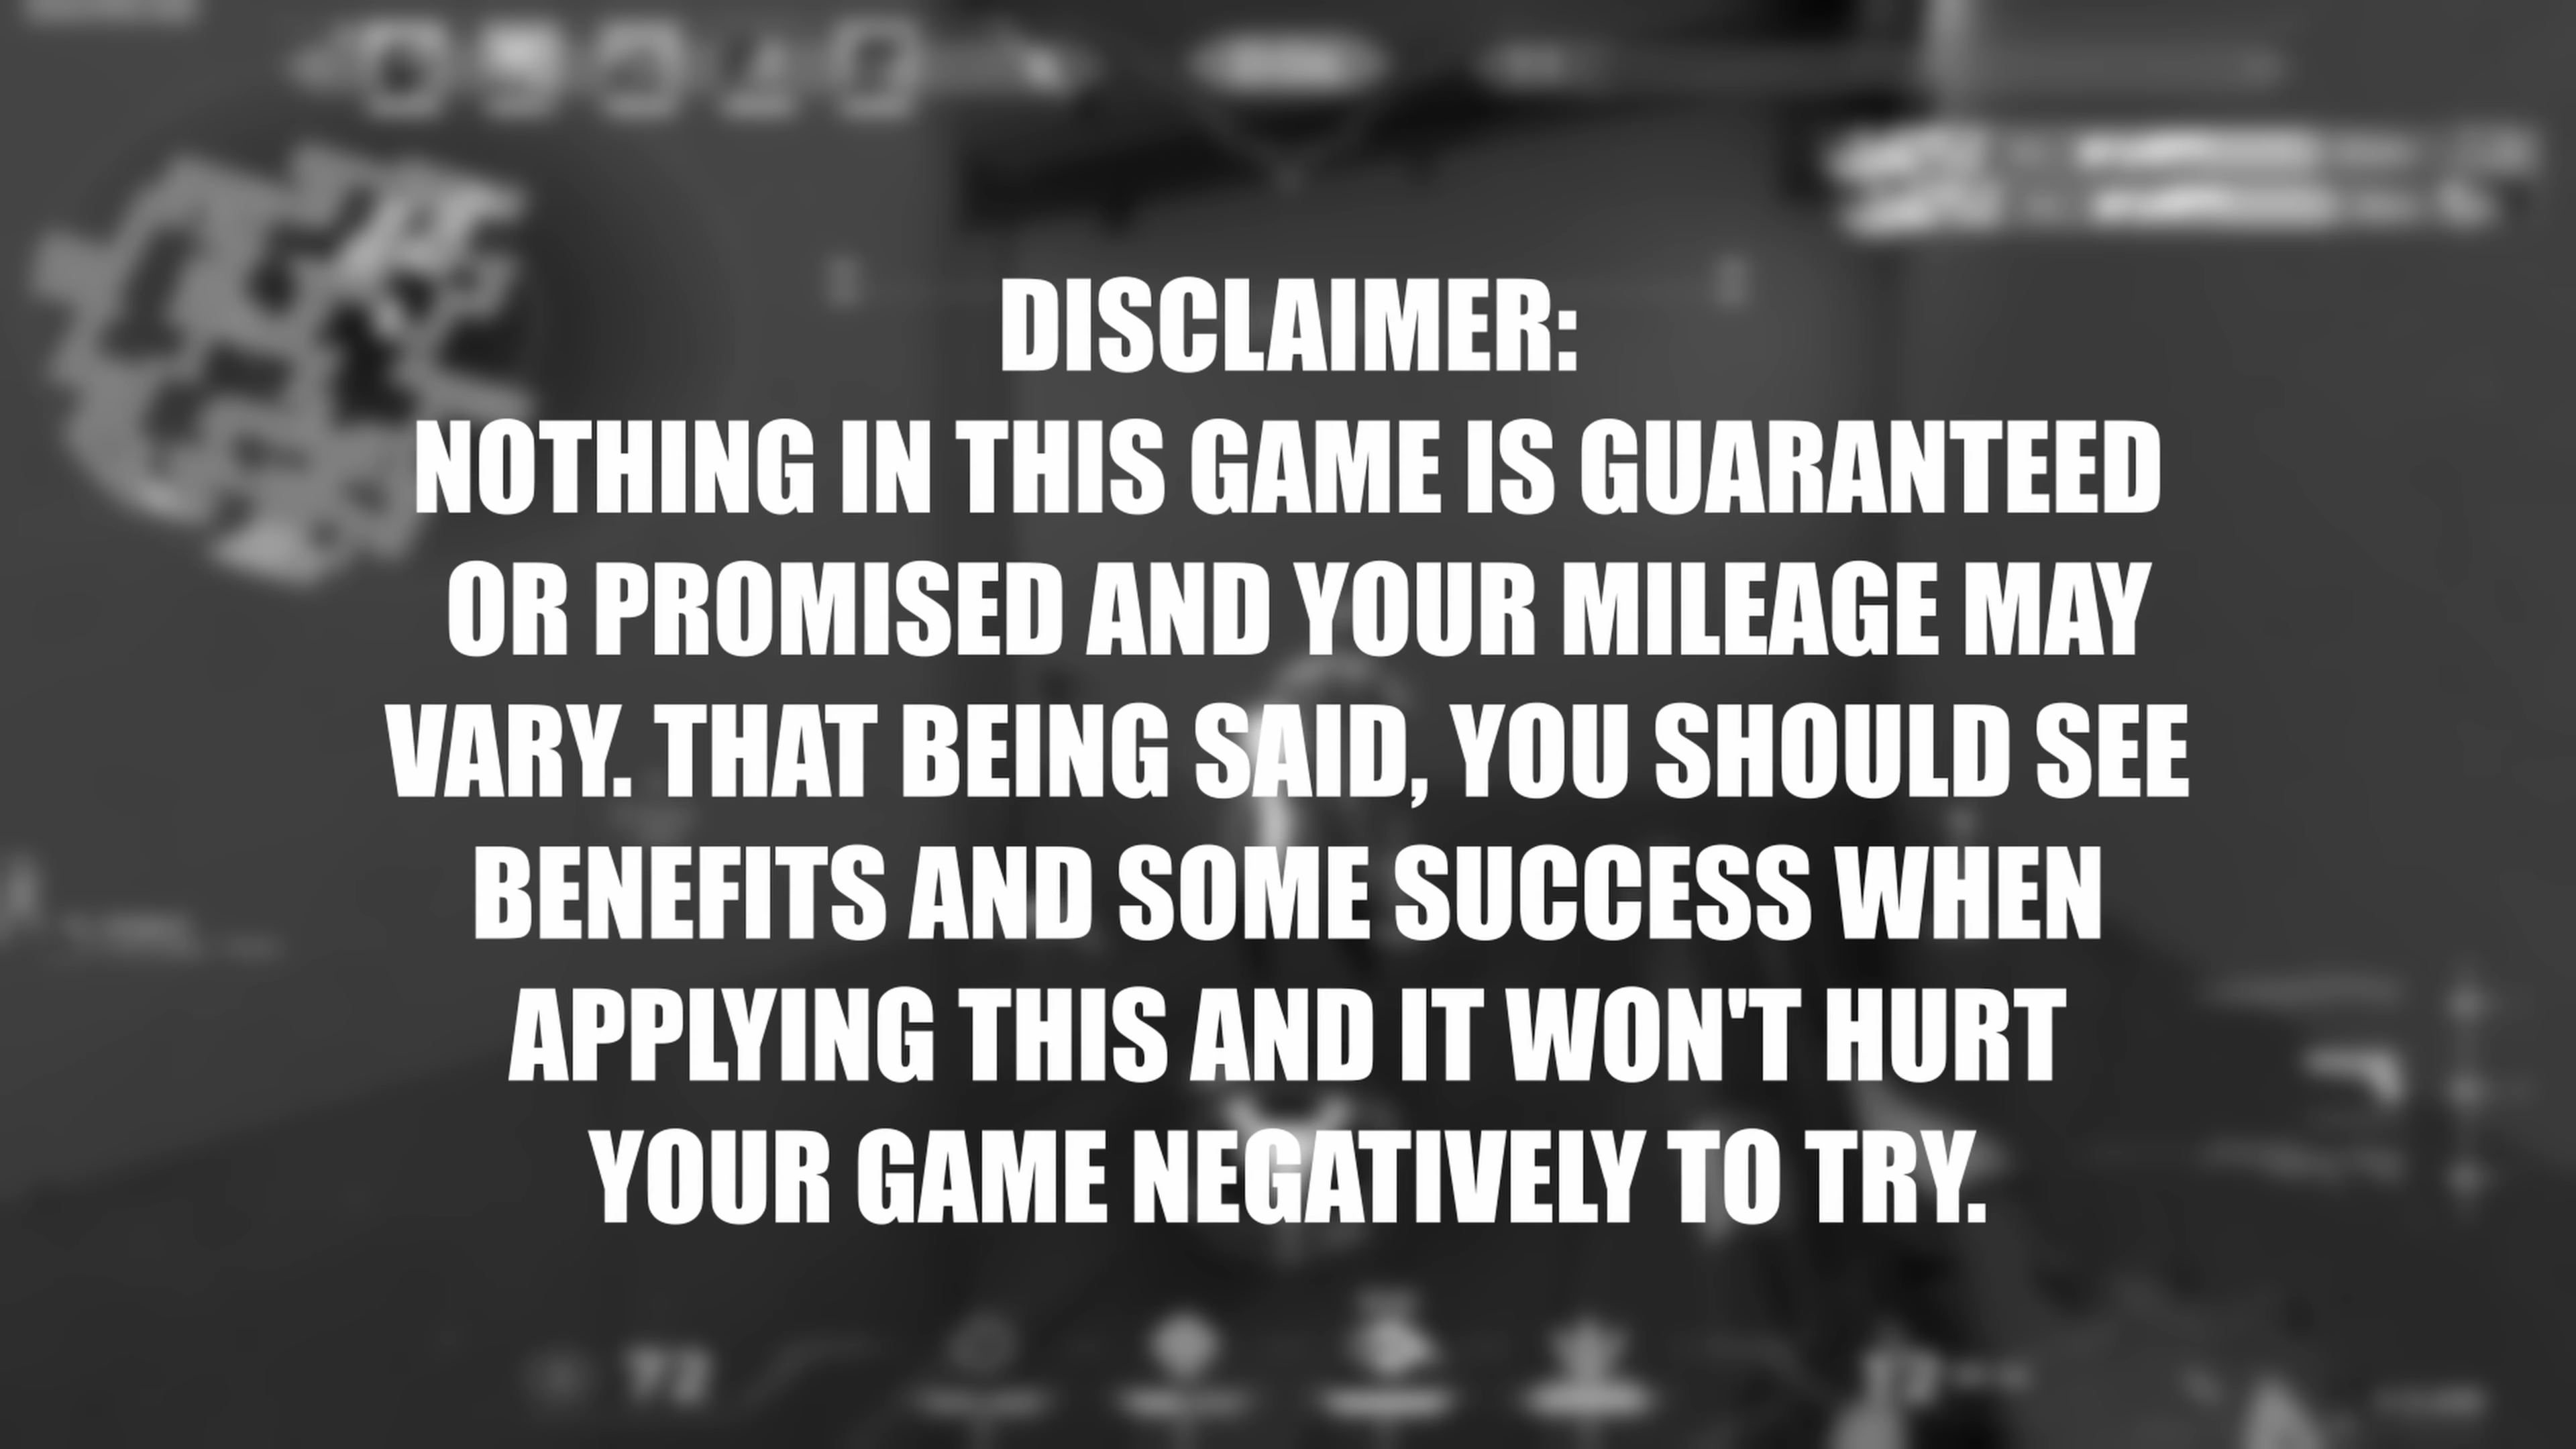 DISCLAIMER:
NOTHING IN THIS GAME IS GUARANTEED
OR PROMISED AND YOUR MILEAGE MAY
VARY. THAT BEING SAID, YOU SHOULD SEE
BENEFITS AND SOME SUCCESS WHEN
APPLYING THIS AND IT WON'T HURT
YOUR GAME NEGATIVELY TO TRY.
72